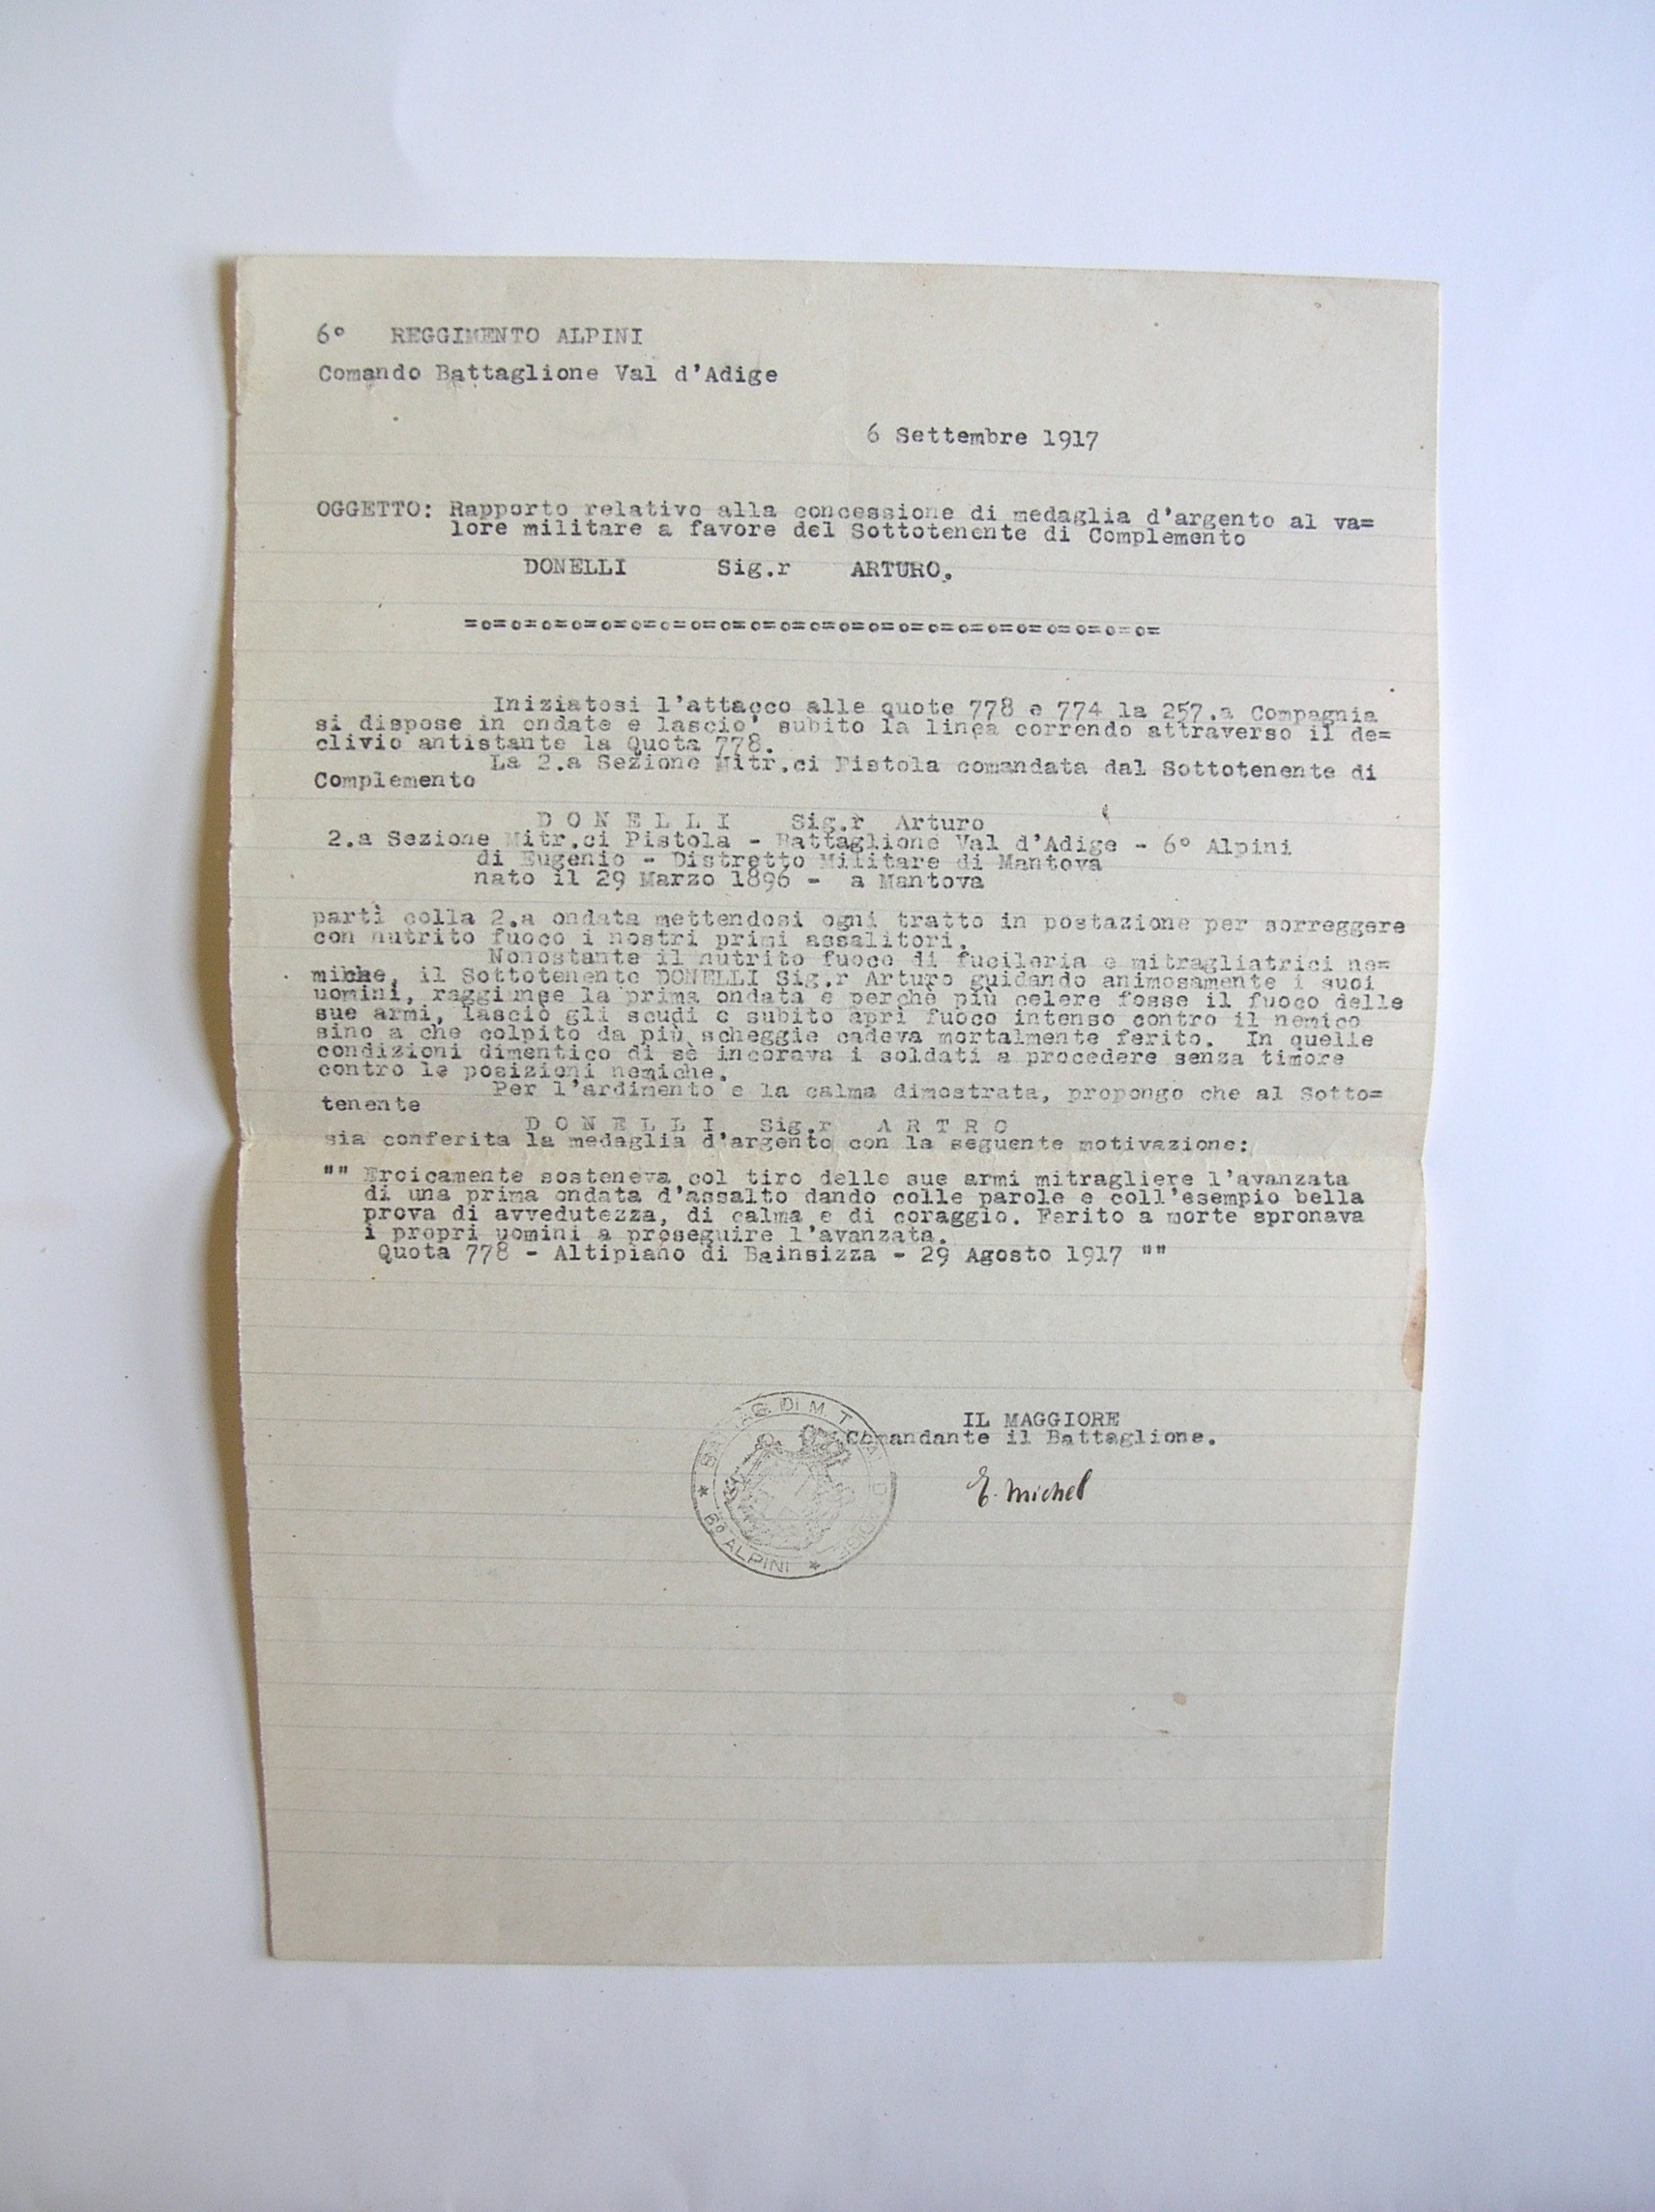 6° REGGIMENTO ALPINI
Comando Battaglione Val d'Adige
6 Settembre 1917
OGGETTO: Rapporto relativo alla concessione di medaglia d'argento al va=
lore militare a favore del Sottotenente di Complemento
DONELLI Sig.r ARTURO.
=o=o=o=o=o=o=o=o=o=o=o=o=o=o=o=o=o=o=o=o=o=o=o=
Iniziatosi l'attacco alle quote 778 e 774 la 257.a Compagnia
si dispose in ondate e lascio' subito la linea correndo attraverso il de=
clivio antistante la Quota 778.
La 2.a Sezione Mitr.ci Pistola comandata dal Sottotenente di
Complemento
D O N E L L I Sig.r Arturo
2.a Sezione Mitr.ci Pistola - Battaglione Val d'Adige - 6° Alpini
di Eugenio - Distretto Militare di Mantova
nato il 29 Marzo 1896 - a Mantova
partì colla 2.a ondata mettendosi ogni tratto in postazione per sorreggere
con nutrito fuoco i nostri primi assalitori.
Nonostante il nutrito fuoco di fucileria e mitragliatrici ne=
miche, il Sottotenente DONELLI Sig.r Arturo guidando animosamente i suoi
uomini, raggiunse la prima ondata e perchè più celere fosse il fuoco delle
sue armi, lasciò gli scudi e subito aprì fuoco intenso contro il nemico
sino a che colpito da più scheggie cadeva mortalmente ferito. In quelle
condizioni dimentico di sè incorava i soldati a procedere senza timore
contro le posizioni nemiche.
Per l'ardimento e la calma dimostrata, propongo che al Sotto=
tenente
D O N E L L I Sig.r A R T R O
sia conferita la medaglia d'argento con la seguente motivazione:
"" Eroicamente sosteneva col tiro delle sue armi mitragliere l'avanzata
di una prima ondata d'assalto dando colle parole e coll'esempio bella
prova di avvedutezza, di calma e di coraggio. Ferito a morte spronava
i propri uomini a proseguire l'avanzata.
Quota 778 - Altipiano di Bainsizza - 29 Agosto 1917 ""
IL MAGGIORE
Comandante il Battaglione.
E. Michel
DI M. T.
6° ALPINI